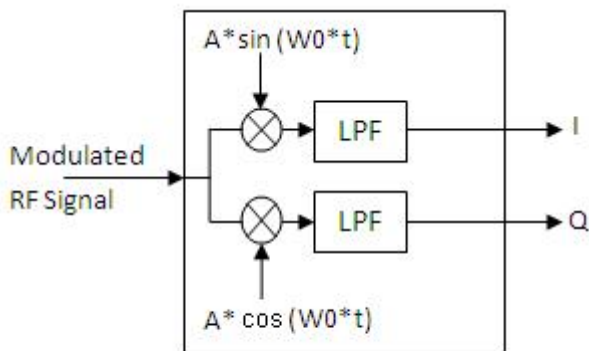 A*sin (W0*t)
LPF
I
Modulated
RF Signal
LPF
Q
A* cos (W0*t)